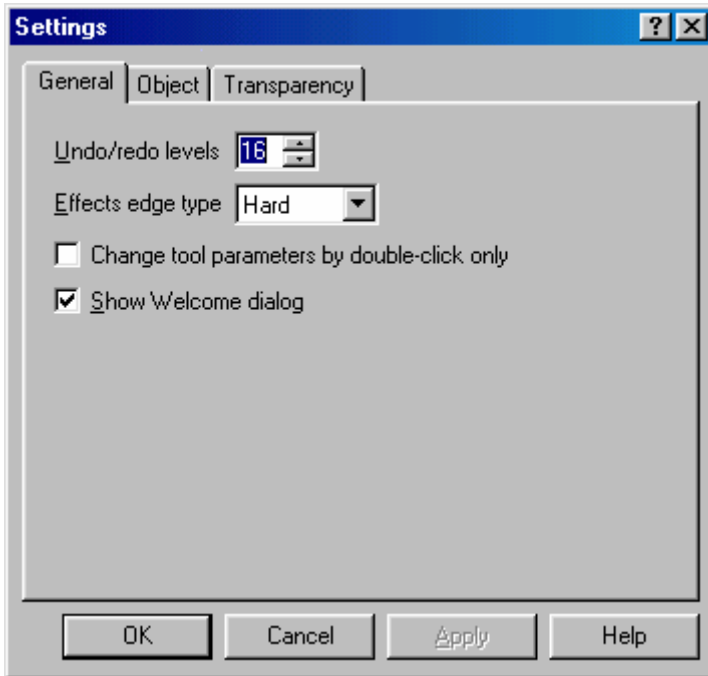 Settings
General Object Transparency
Undo/redo levels 16
Effects edge type Hard
Change tool parameters by double-click only
Show Welcome dialog
OK Cancel Apply Help